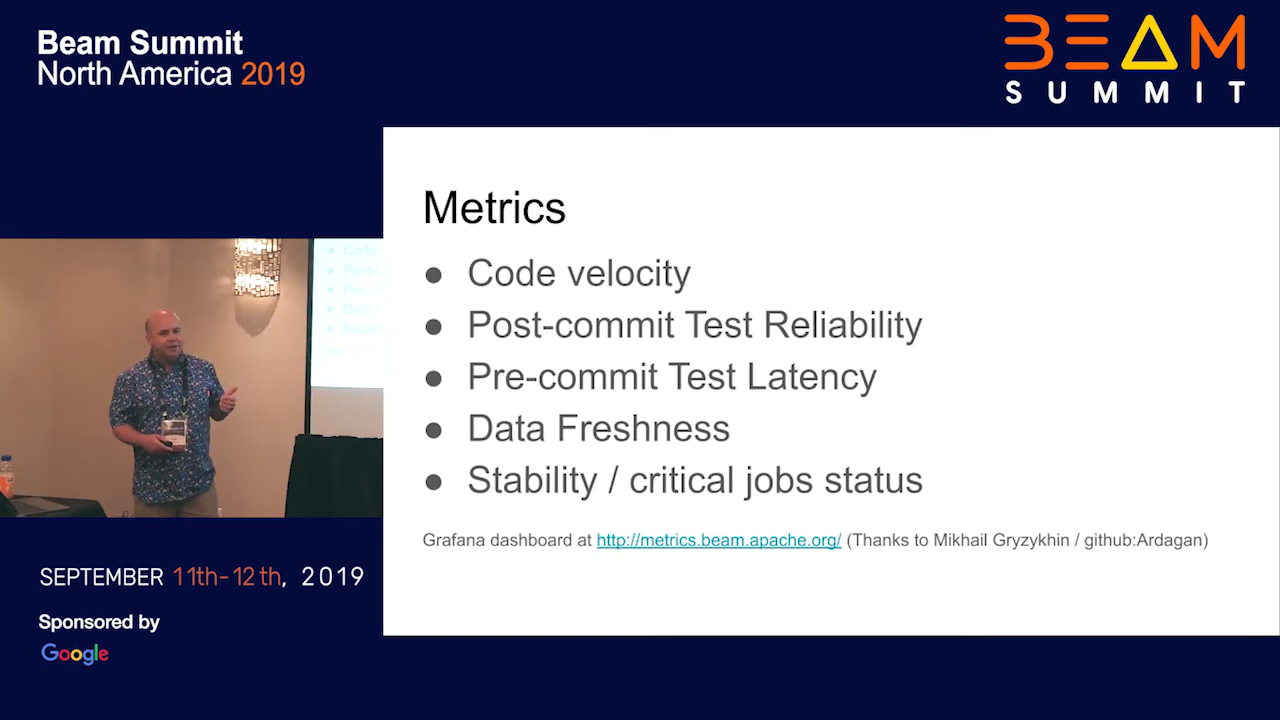 Beam Summit
North America 2019
BEAM
SUMMIT
Metrics
● Code velocity
● Post-commit Test Reliability
● Pre-commit Test Latency
● Data Freshness
● Stability / critical jobs status
Grafana dashboard at http://metrics.beam.apache.org/ (Thanks to Mikhail Gryzykhin / github:Ardagan)
SEPTEMBER 11th-12th, 2019
Sponsored by
Google